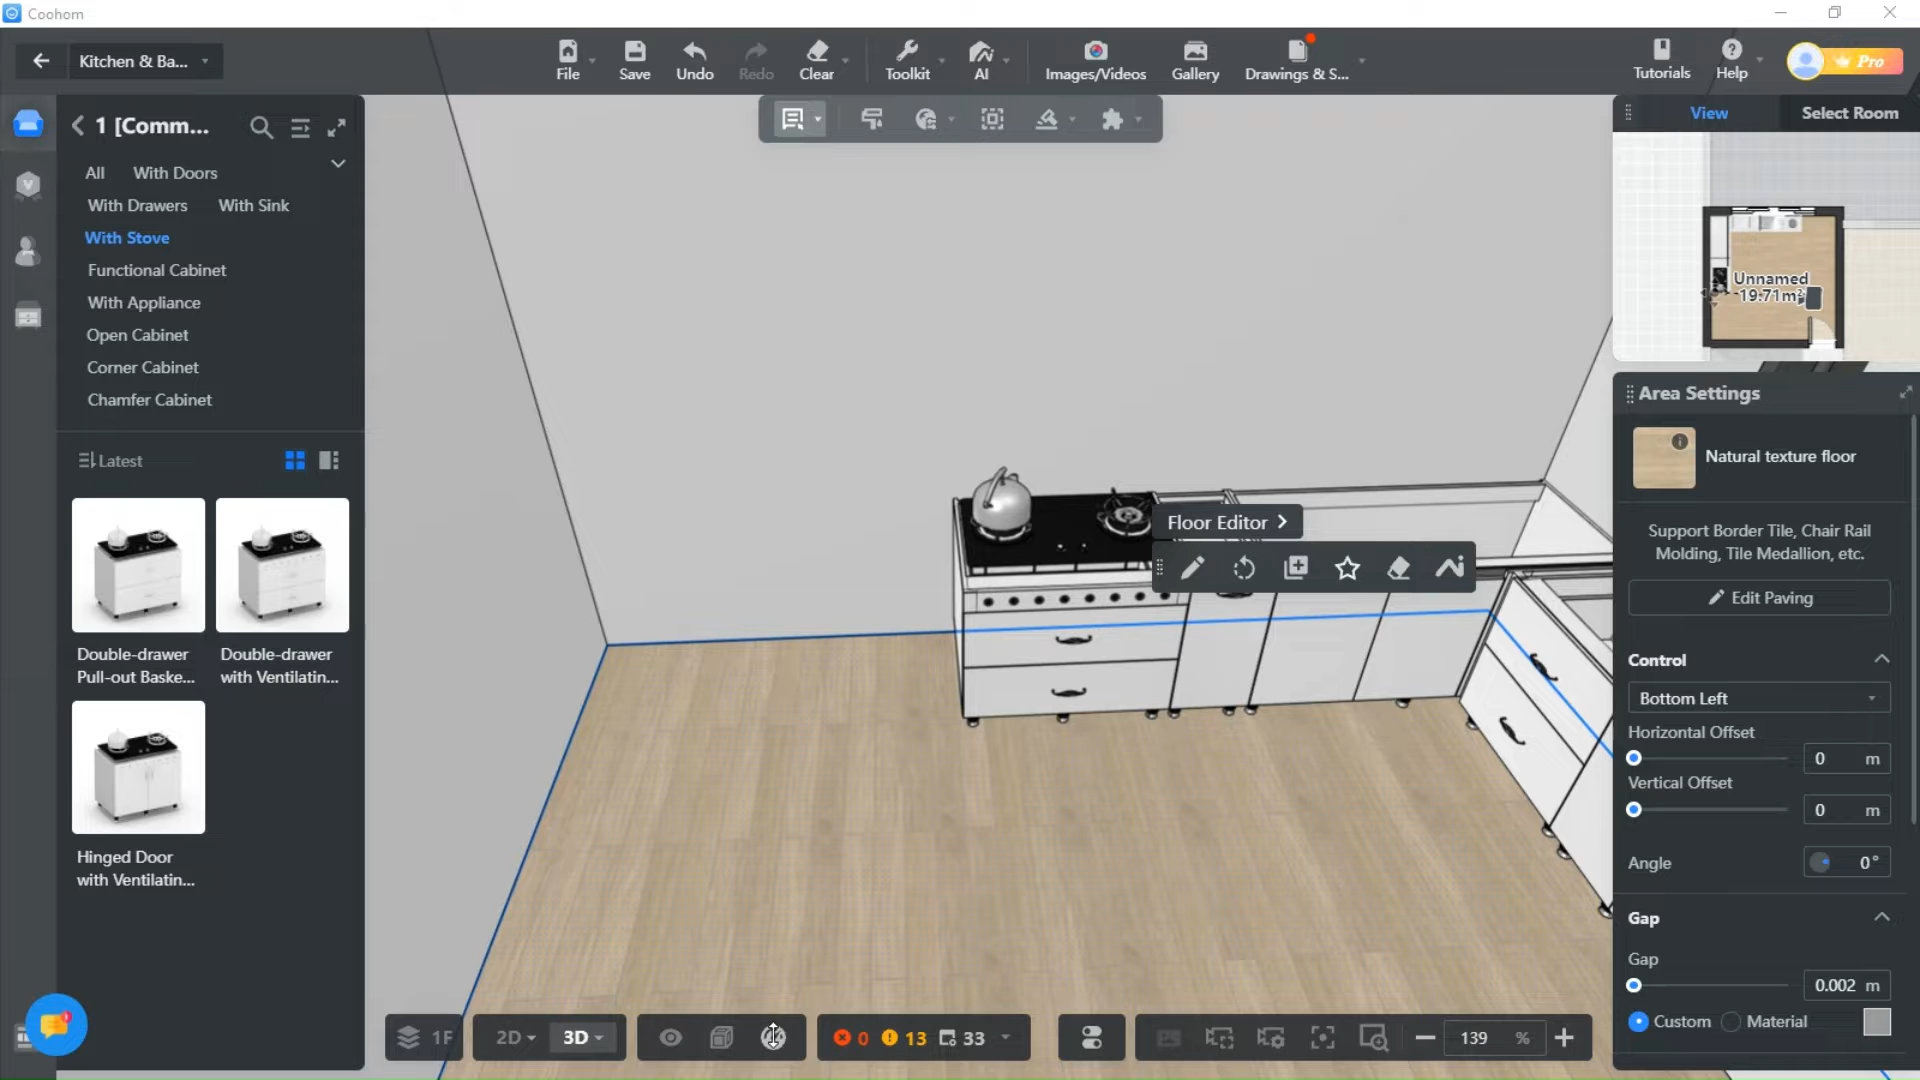 Coohom
Kitchen & Ba...
File
Save
Undo
Redo
Clear
Toolkit
AI
Images/Videos
Gallery
Drawings & S...
Tutorials
Help
Pro
1 [Comm...
All With Doors
With Drawers With Sink
With Stove
Functional Cabinet
With Appliance
Open Cabinet
Corner Cabinet
Chamfer Cabinet
Latest
Double-drawer
Pull-out Baske...
Double-drawer
with Ventilatin...
Hinged Door
with Ventilatin...
Floor Editor
View
Select Room
Unnamed
19.71m²
Area Settings
Natural texture floor
Support Border Tile, Chair Rail
Molding, Tile Medallion, etc.
Edit Paving
Control
Bottom Left
Horizontal Offset
0 m
Vertical Offset
0 m
Angle
0°
Gap
Gap
0.002 m
Custom Material
1F
2D
3D
0 13 33
139 %